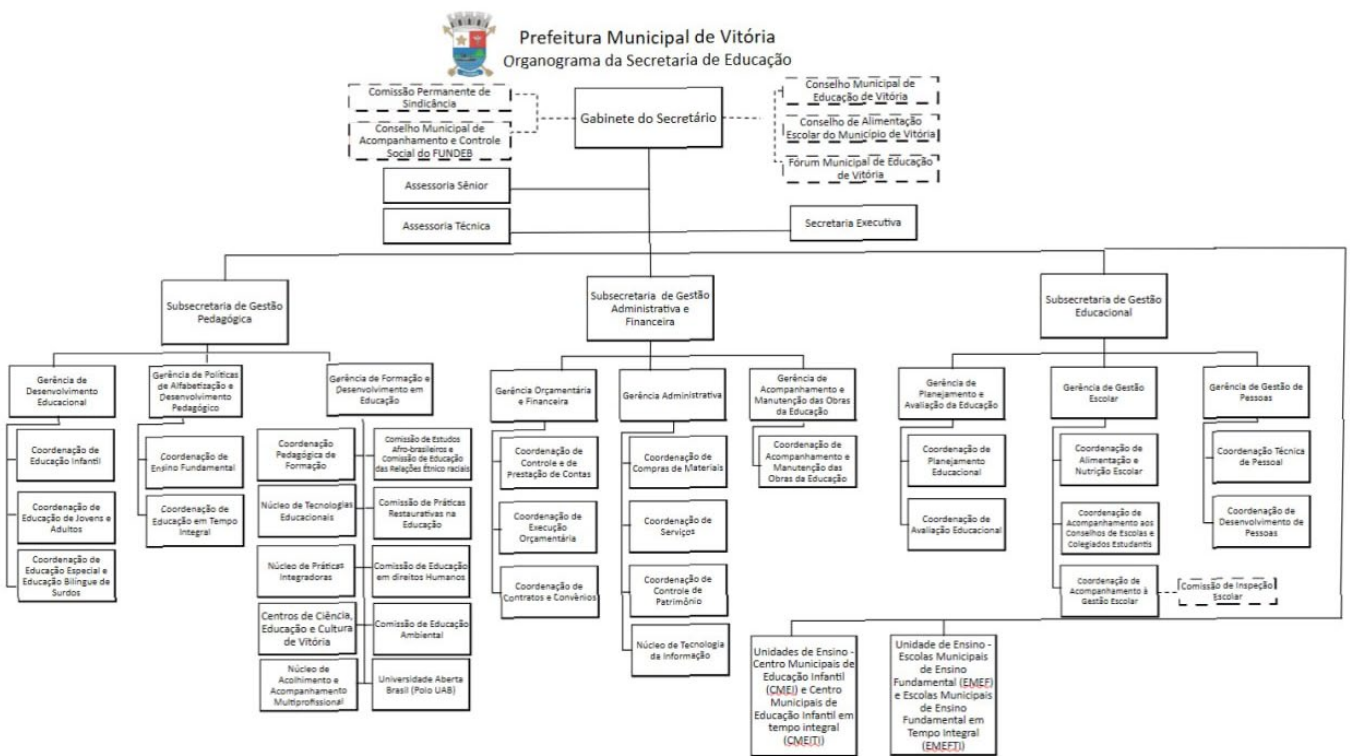 Prefeitura Municipal de Vitória
Organograma da Secretaria de Educação
Comissão Permanente de
Sindicância
Conselho Municipal de
Acompanhamento e Controle
Social do FUNDEB
Gabinete do Secretário
Conselho Municipal de
Educação de Vitória
Conselho de Alimentação
Escolar do Município de Vitória
Fórum Municipal de Educação
de Vitória
Assessoria Sênior
Assessoria Técnica
Secretaria Executiva
Subsecretaria de Gestão
Pedagógica
Subsecretaria de Gestão
Administrativa e
Financeira
Subsecretaria de Gestão
Educacional
Gerência de
Desenvolvimento
Educacional
Gerência de Políticas
de Alfabetização e
Desenvolvimento
Pedagógico
Gerência de Formação e
Desenvolvimento em
Educação
Gerência Orçamentária
e Financeira
Gerência Administrativa
Gerência de
Acompanhamento e
Manutenção das Obras
da Educação
Gerência de
Planejamento e
Avaliação da Educação
Gerência de Gestão
Escolar
Gerência de Gestão de
Pessoas
Coordenação de
Educação Infantil
Coordenação de
Educação de Jovens e
Adultos
Coordenação de
Educação Especial e
Educação Bilíngue de
Surdos
Coordenação de
Ensino Fundamental
Coordenação de
Educação em Tempo
Integral
Coordenação
Pedagógica de
Formação
Núcleo de Tecnologias
Educacionais
Núcleo de Práticas
Integradoras
Centros de Ciência,
Educação e Cultura
de Vitória
Núcleo de
Acolhimento e
Acompanhamento
Multiprofissional
Comissão de Estudos
Afro-brasileiros e
Comissão de Educação
das Relações Étnico raciais
Comissão de Práticas
Restaurativas na
Educação
Comissão de Educação
em direitos Humanos
Comissão de Educação
Ambiental
Universidade Aberta
Brasil (Polo UAB)
Coordenação de
Controle e de
Prestação de Contas
Coordenação de
Execução
Orçamentária
Coordenação de
Contratos e Convênios
Coordenação de
Compras de Materiais
Coordenação de
Serviços
Coordenação de
Controle de
Patrimônio
Núcleo de Tecnologia
da Informação
Coordenação de
Acompanhamento e
Manutenção das
Obras da Educação
Coordenação de
Planejamento
Educacional
Coordenação de
Avaliação Educacional
Coordenação de
Alimentação e
Nutrição Escolar
Coordenação de
Acompanhamento aos
Conselhos de Escolas e
Colegiados Estudantis
Coordenação de
Acompanhamento à
Gestão Escolar
Comissão de Inspeção
Escolar
Coordenação Técnica
de Pessoal
Coordenação de
Desenvolvimento de
Pessoas
Unidades de Ensino -
Centro Municipais de
Educação Infantil
(CMEI) e Centro
Municipais de
Educação Infantil em
tempo integral
(CMEITI)
Unidade de Ensino -
Escolas Municipais
de Ensino
Fundamental (EMEF)
e Escolas Municipais
de Ensino
Fundamental em
Tempo Integral
(EMEFTI)